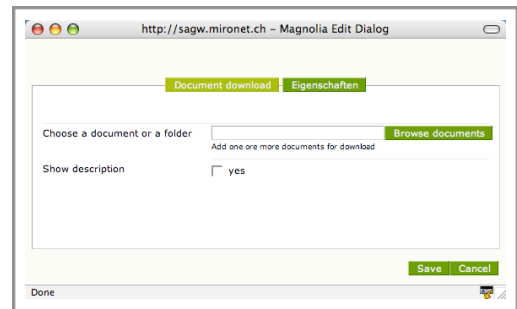 http://sagw.mironet.ch – Magnolia Edit Dialog
Document download Eigenschaften
Choose a document or a folder Browse documents
Add one ore more documents for download
Show description yes
Save Cancel
Done